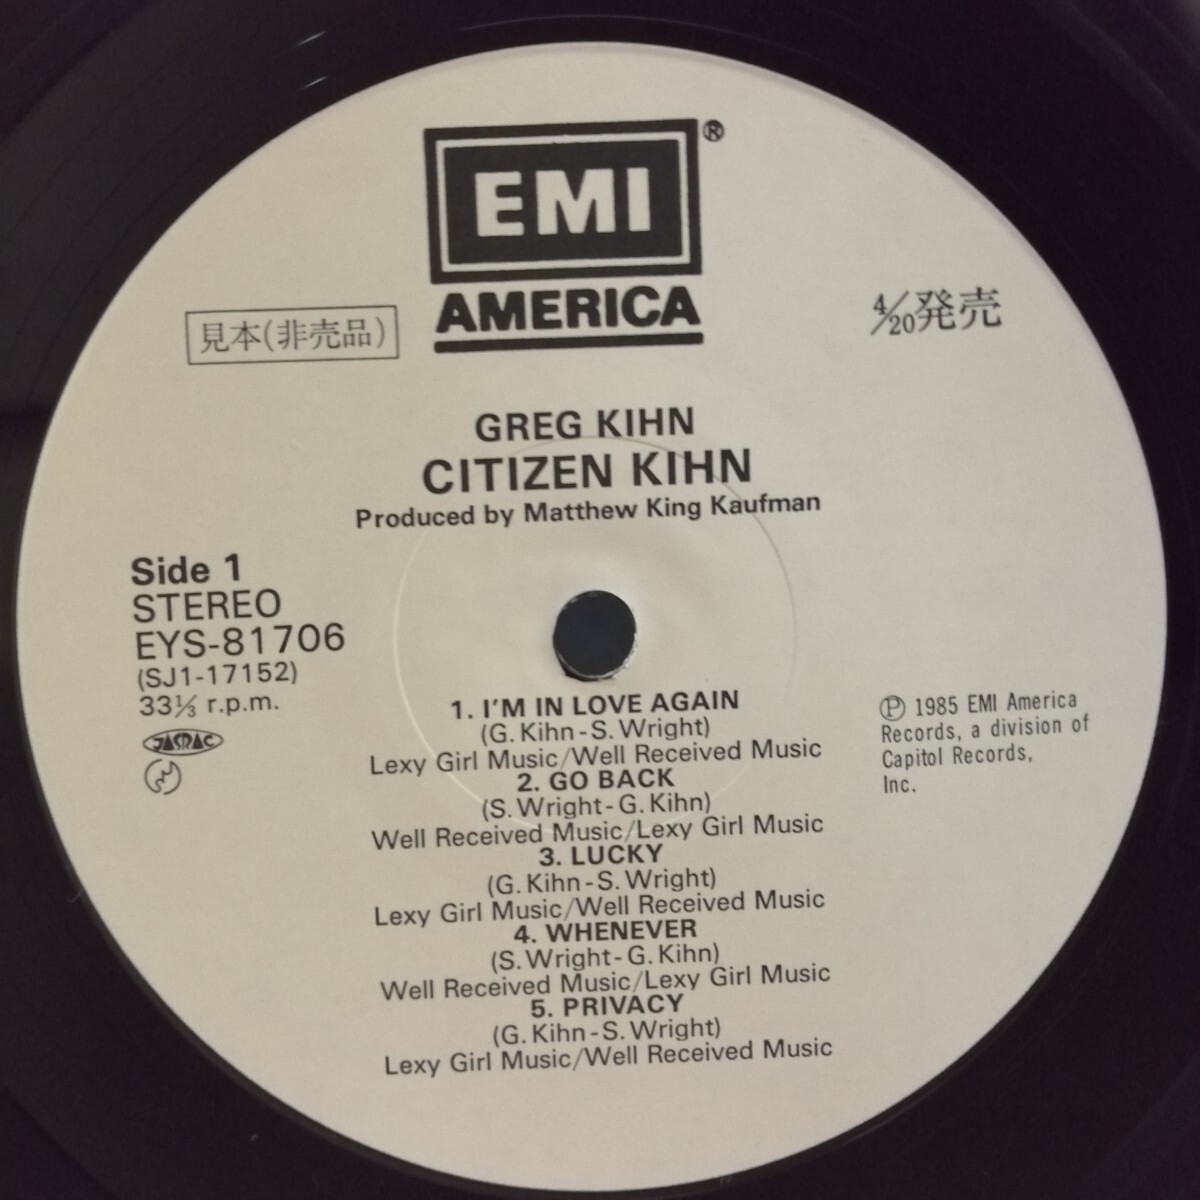 EMI®
AMERICA
見本(非売品)
4/20発売
GREG KIHN
CITIZEN KIHN
Produced by Matthew King Kaufman
Side 1
STEREO
EYS-81706
(SJ1-17152)
33⅓ r.p.m.
JASRAC
1. I'M IN LOVE AGAIN
(G. Kihn-S. Wright)
Lexy Girl Music/Well Received Music
2. GO BACK
(S. Wright-G. Kihn)
Well Received Music/Lexy Girl Music
3. LUCKY
(G. Kihn-S. Wright)
Lexy Girl Music/Well Received Music
4. WHENEVER
(S. Wright-G. Kihn)
Well Received Music/Lexy Girl Music
5. PRIVACY
(G. Kihn-S. Wright)
Lexy Girl Music/Well Received Music
Ⓟ 1985 EMI America
Records, a division of
Capitol Records,
Inc.